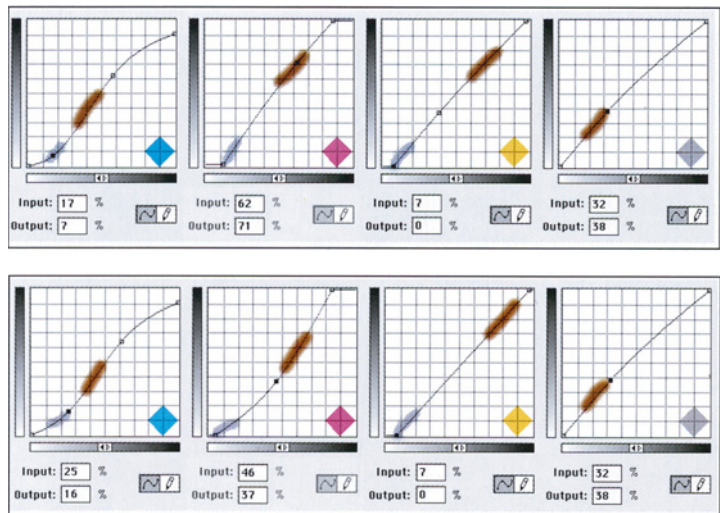 Input: 17 % Input: 62 % Input: 7 % Input: 32 %
Output: 7 % Output: 71 % Output: 0 % Output: 38 %
Input: 25 % Input: 46 % Input: 7 % Input: 32 %
Output: 16 % Output: 37 % Output: 0 % Output: 38 %